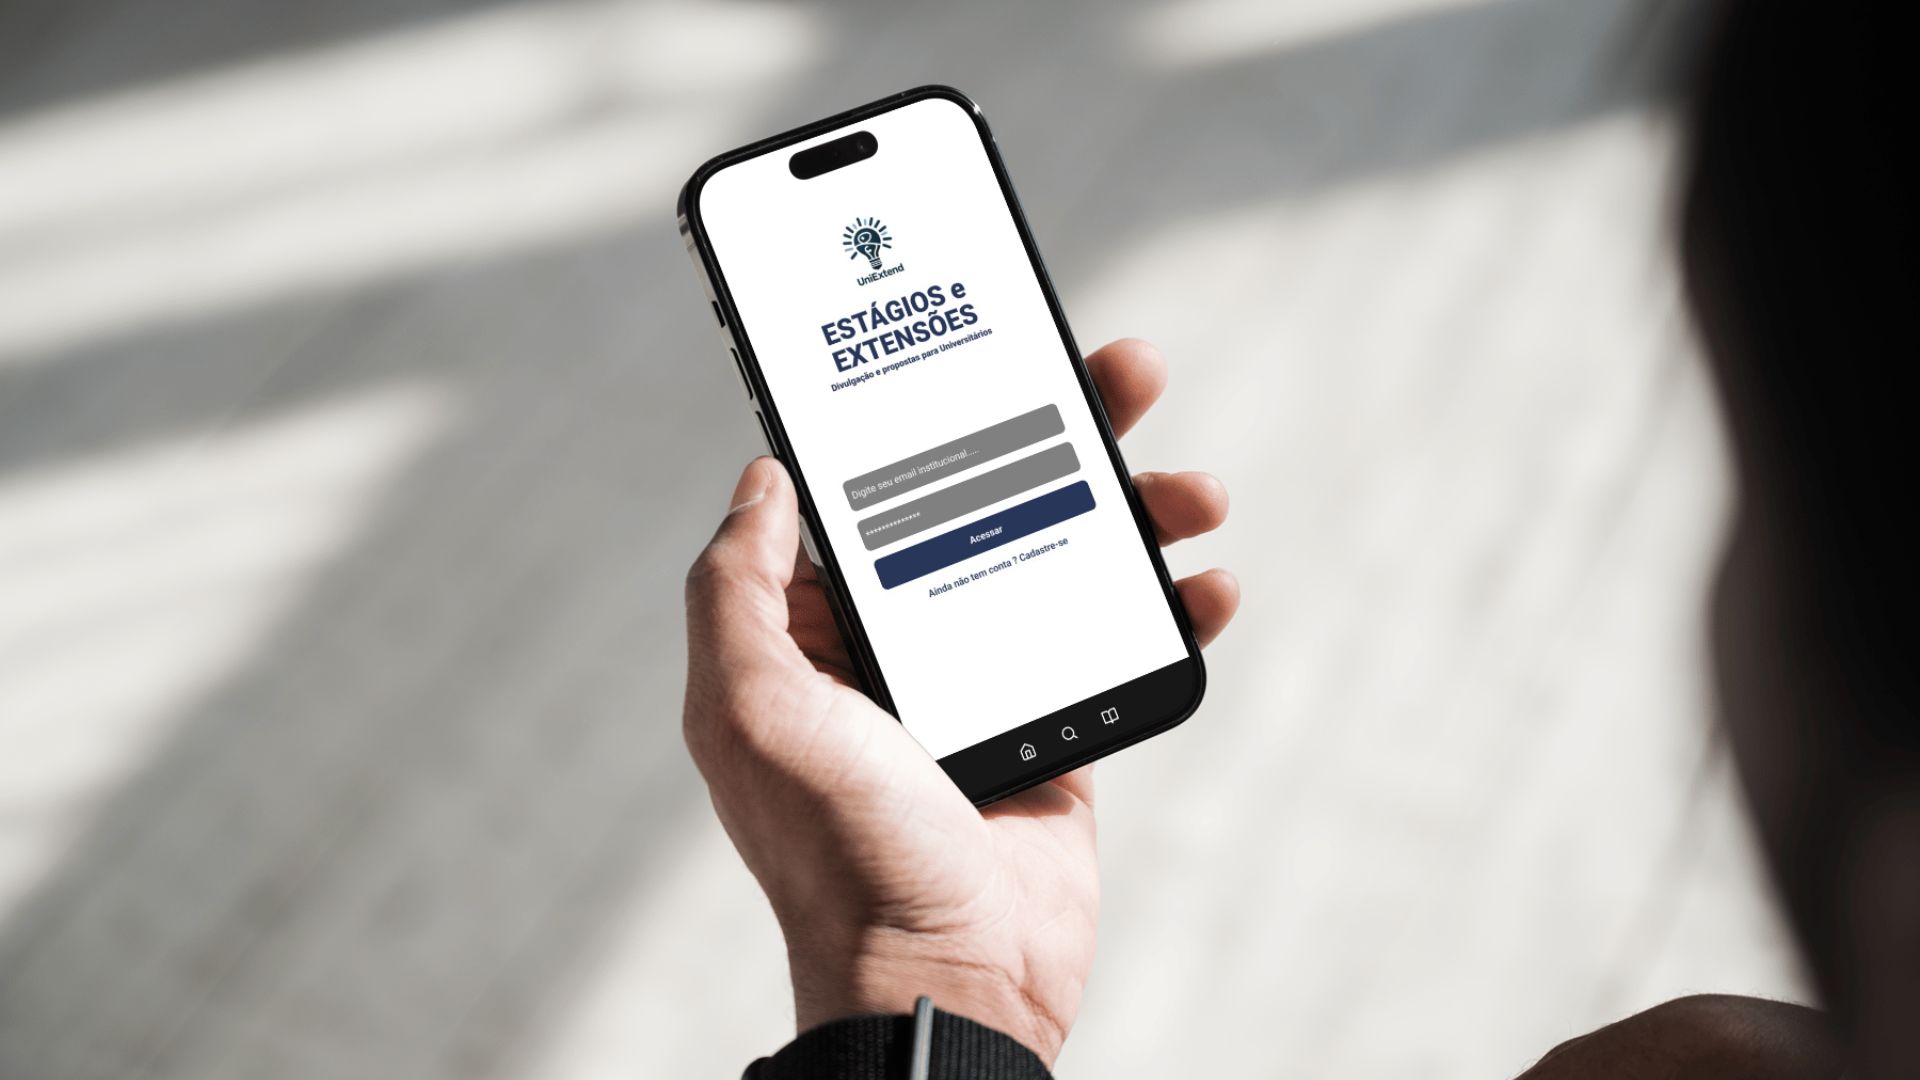 UniExtend
ESTÁGIOS e
EXTENSÕES
Divulgação e propostas para Universitários
Digite seu email institucional.....
**************
Acessar
Ainda não tem conta ? Cadastre-se